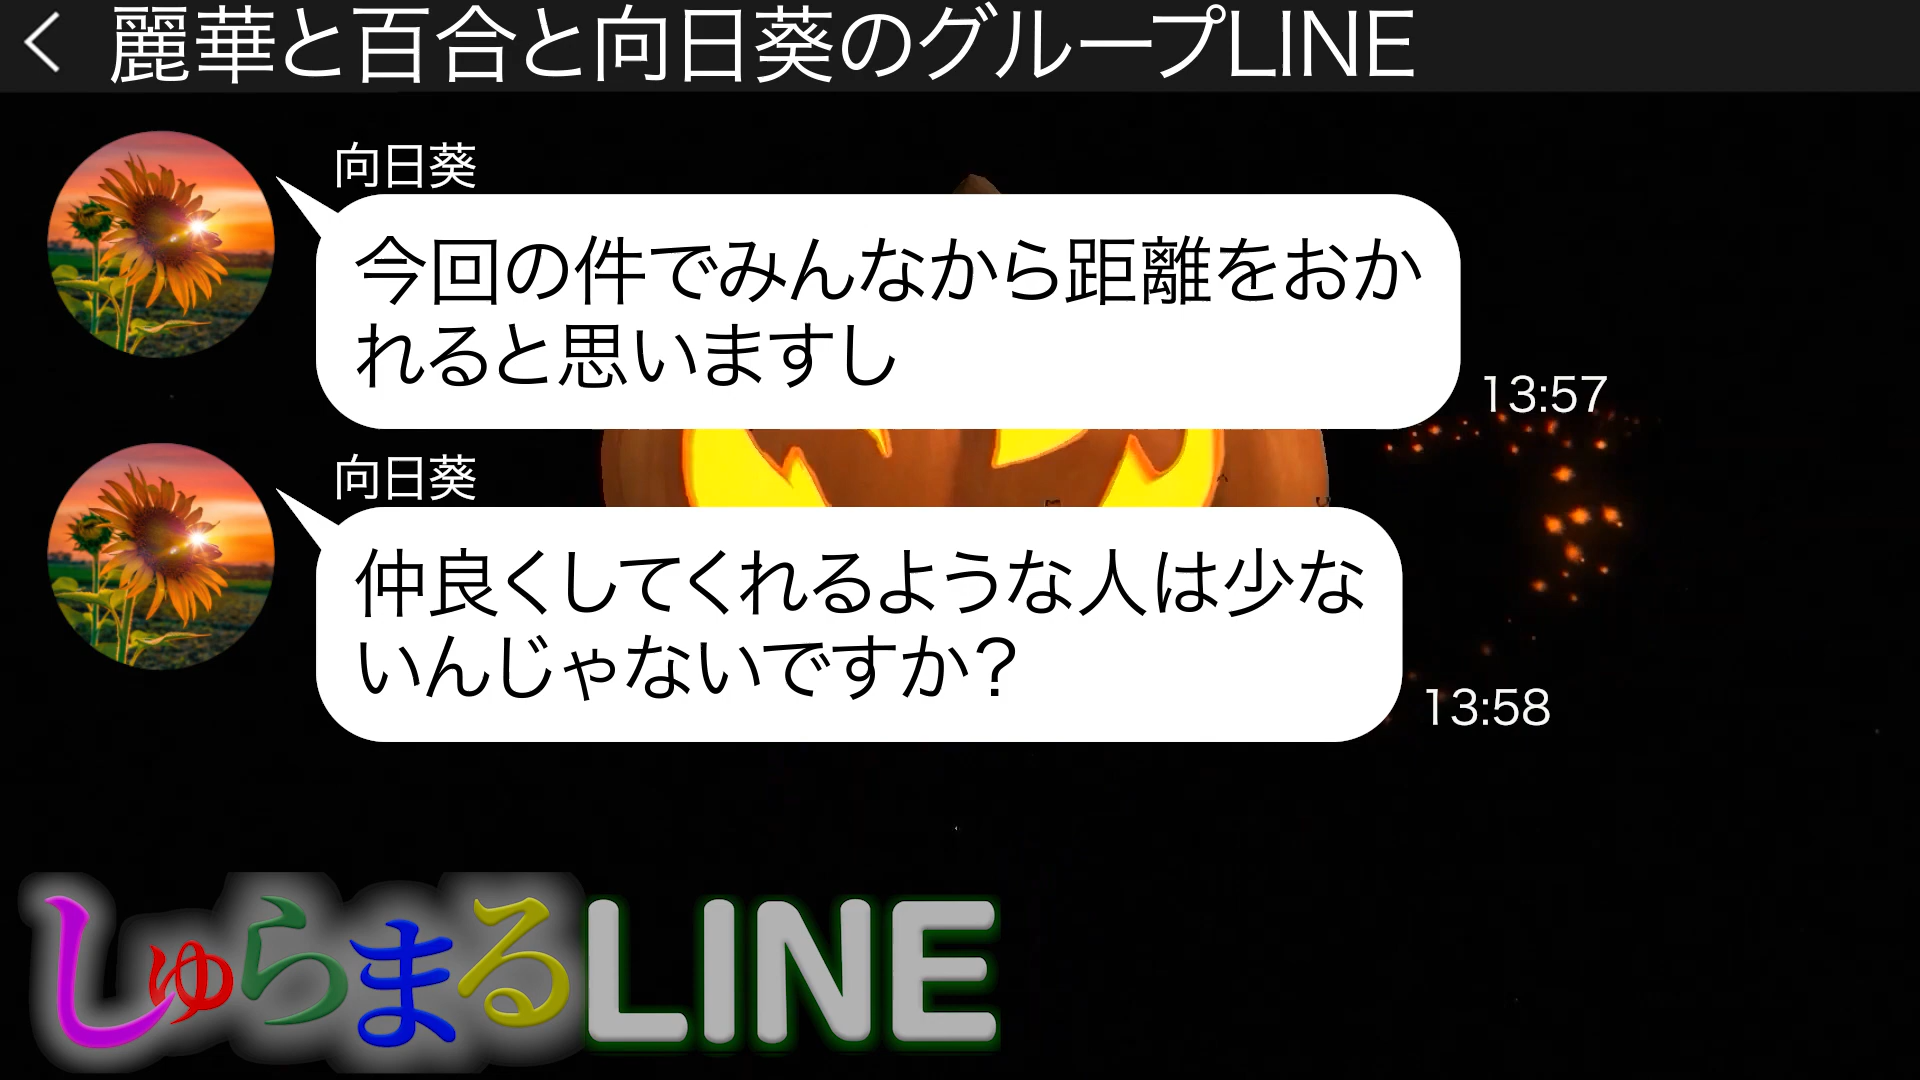 麗華と百合と向日葵のグループLINE
向日葵
今回の件でみんなから距離をおか
れると思いますし
13:57
向日葵
仲良くしてくれるような人は少な
いんじゃないですか？
13:58
しゅらまるLINE